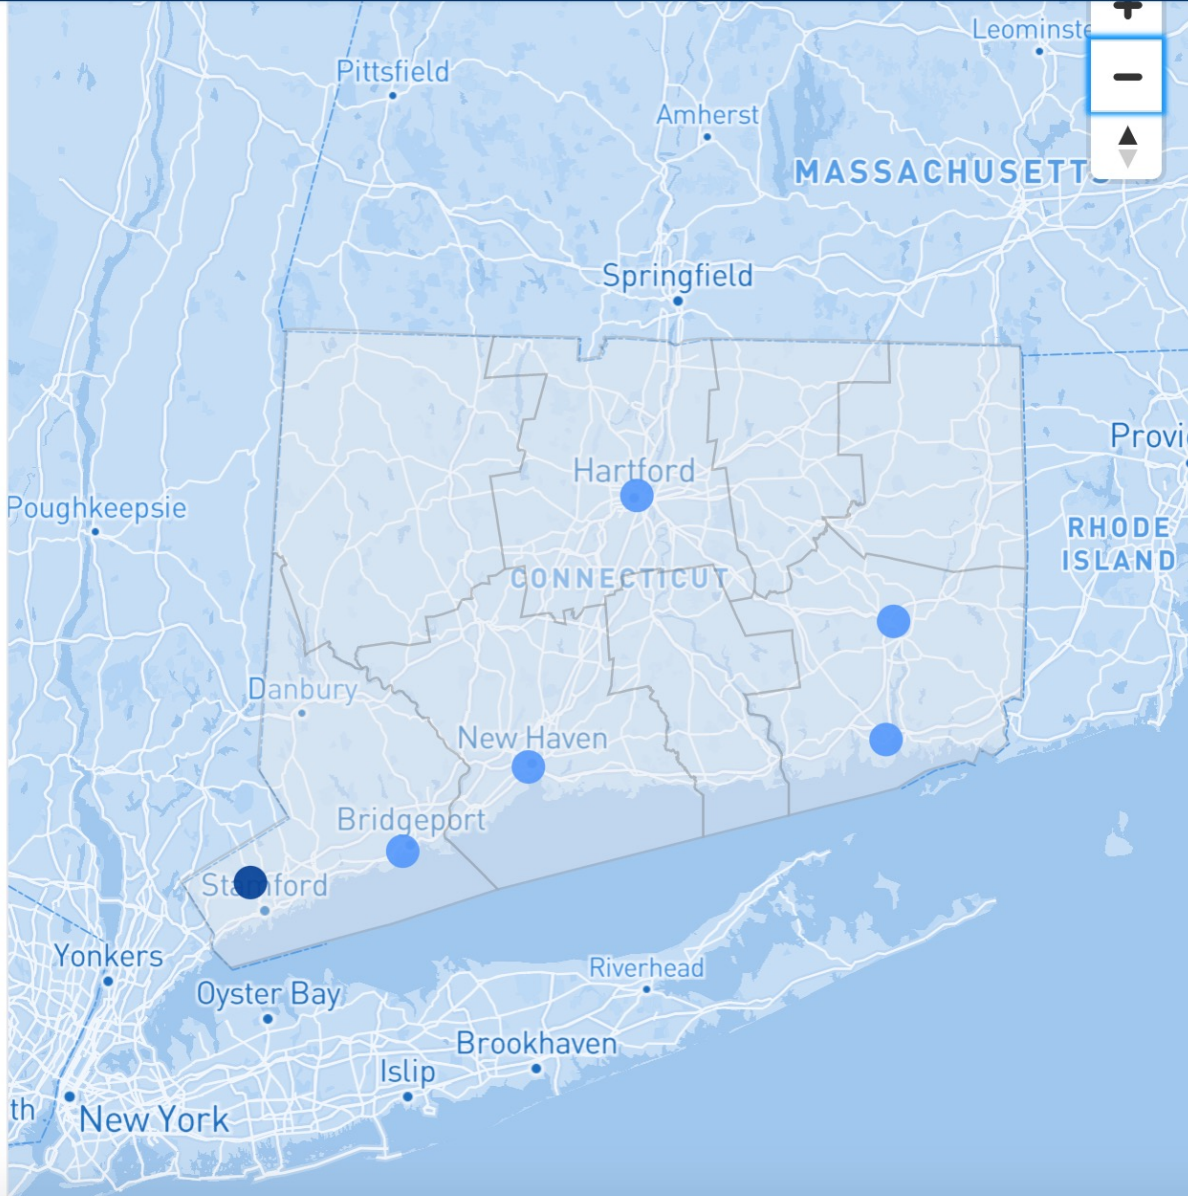 Leominste
Pittsfield
Amherst
MASSACHUSETTS
Springfield
Provi
Hartford
Poughkeepsie
RHODE
ISLAND
CONNECTICUT
Danbury
New Haven
Bridgeport
Stamford
Yonkers
Riverhead
Oyster Bay
Brookhaven
Islip
th
New York